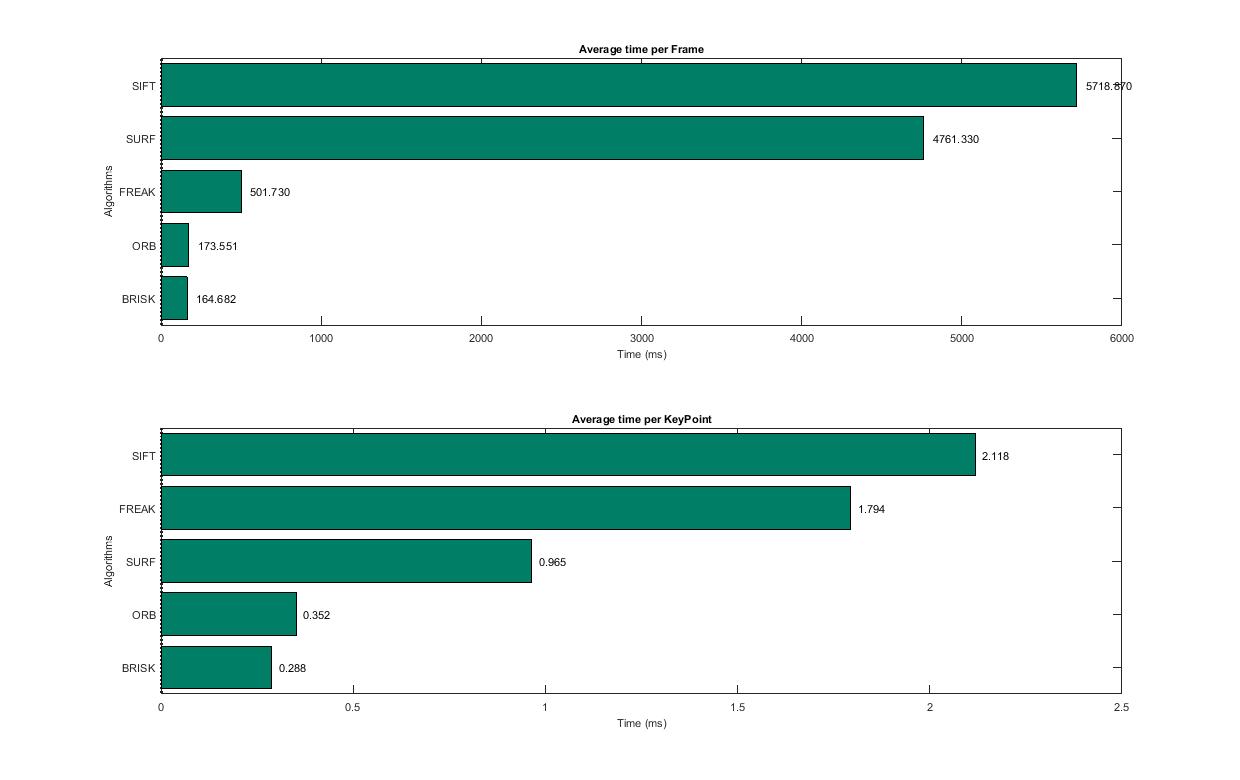 Average time per Frame
SIFT 5718.870
SURF 4761.330
FREAK 501.730
ORB 173.551
BRISK 164.682
Algorithms
0 1000 2000 3000 4000 5000 6000
Time (ms)
Average time per KeyPoint
SIFT 2.118
FREAK 1.794
SURF 0.965
ORB 0.352
BRISK 0.288
Algorithms
0 0.5 1 1.5 2 2.5
Time (ms)